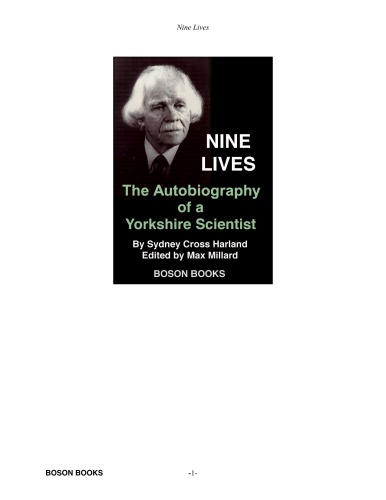 Nine Lives
NINE
LIVES
The Autobiography
of a
Yorkshire Scientist
By Sydney Cross Harland
Edited by Max Millard
BOSON BOOKS
BOSON BOOKS -1-